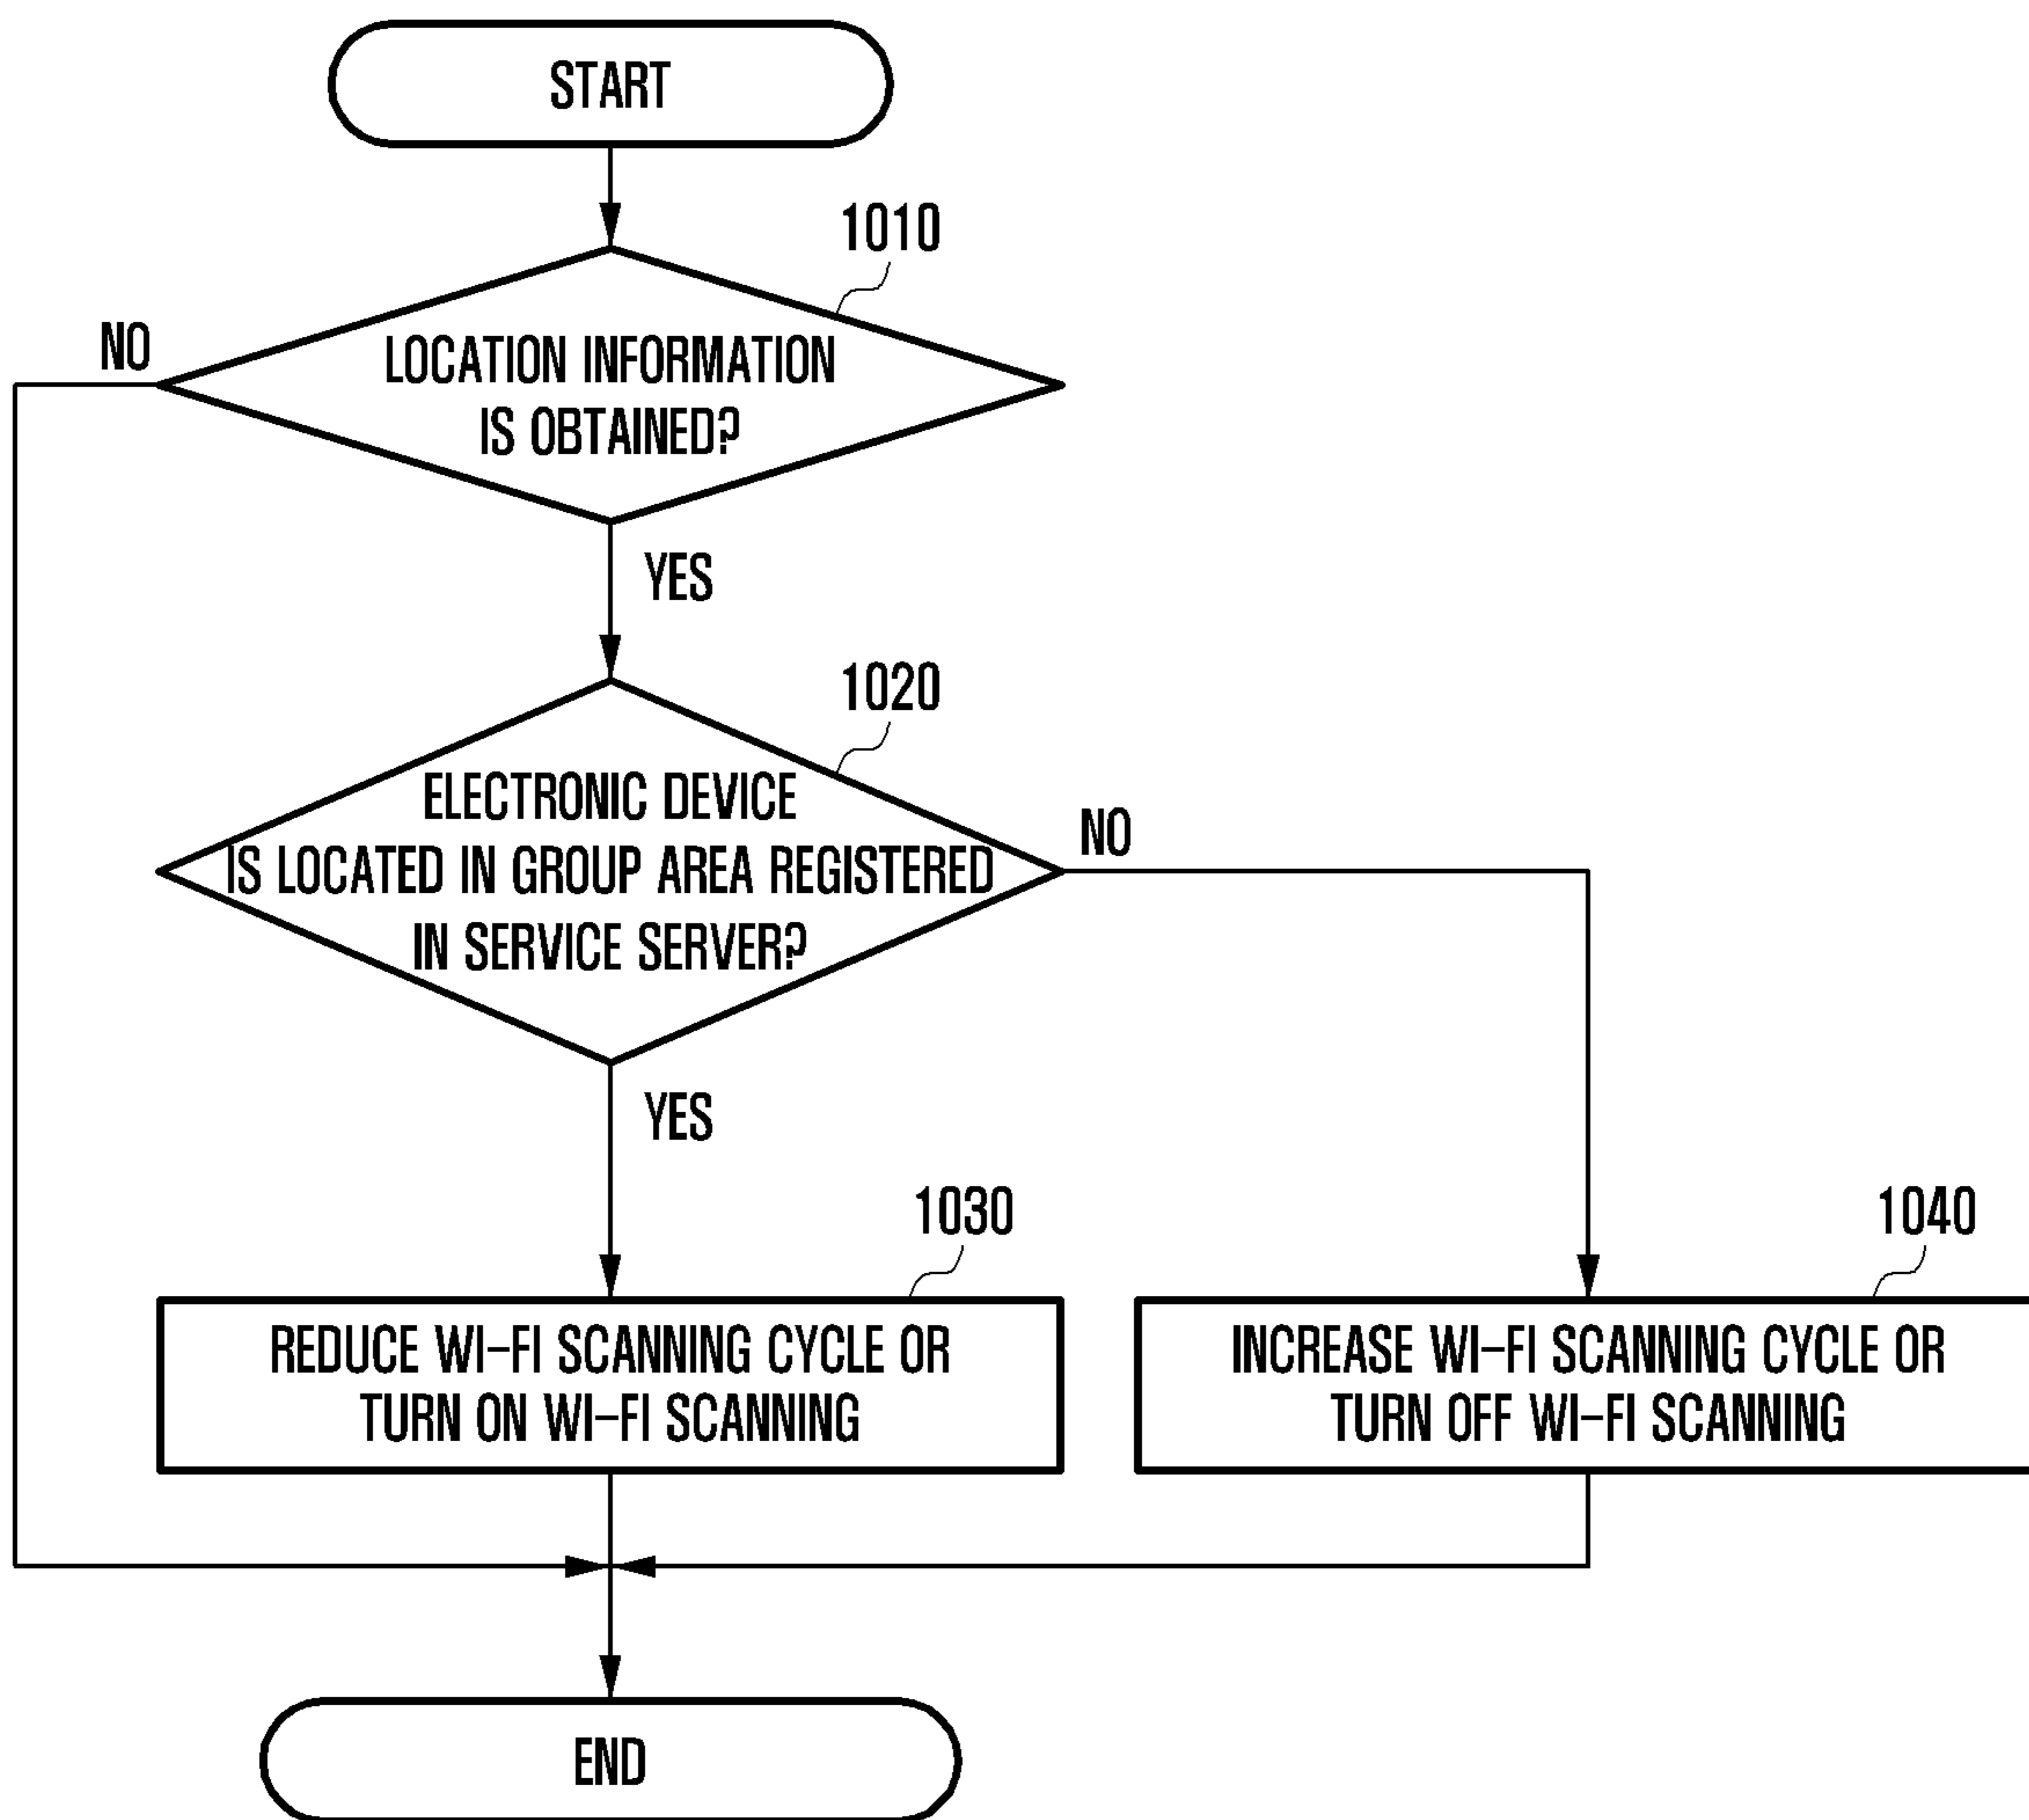 START
1010
NO
LOCATION INFORMATION
IS OBTAINED?
YES
1020
ELECTRONIC DEVICE
IS LOCATED IN GROUP AREA REGISTERED
IN SERVICE SERVER?
NO
YES
1030
REDUCE WI–FI SCANNING CYCLE OR
TURN ON WI–FI SCANNING
1040
INCREASE WI–FI SCANNING CYCLE OR
TURN OFF WI–FI SCANNING
END